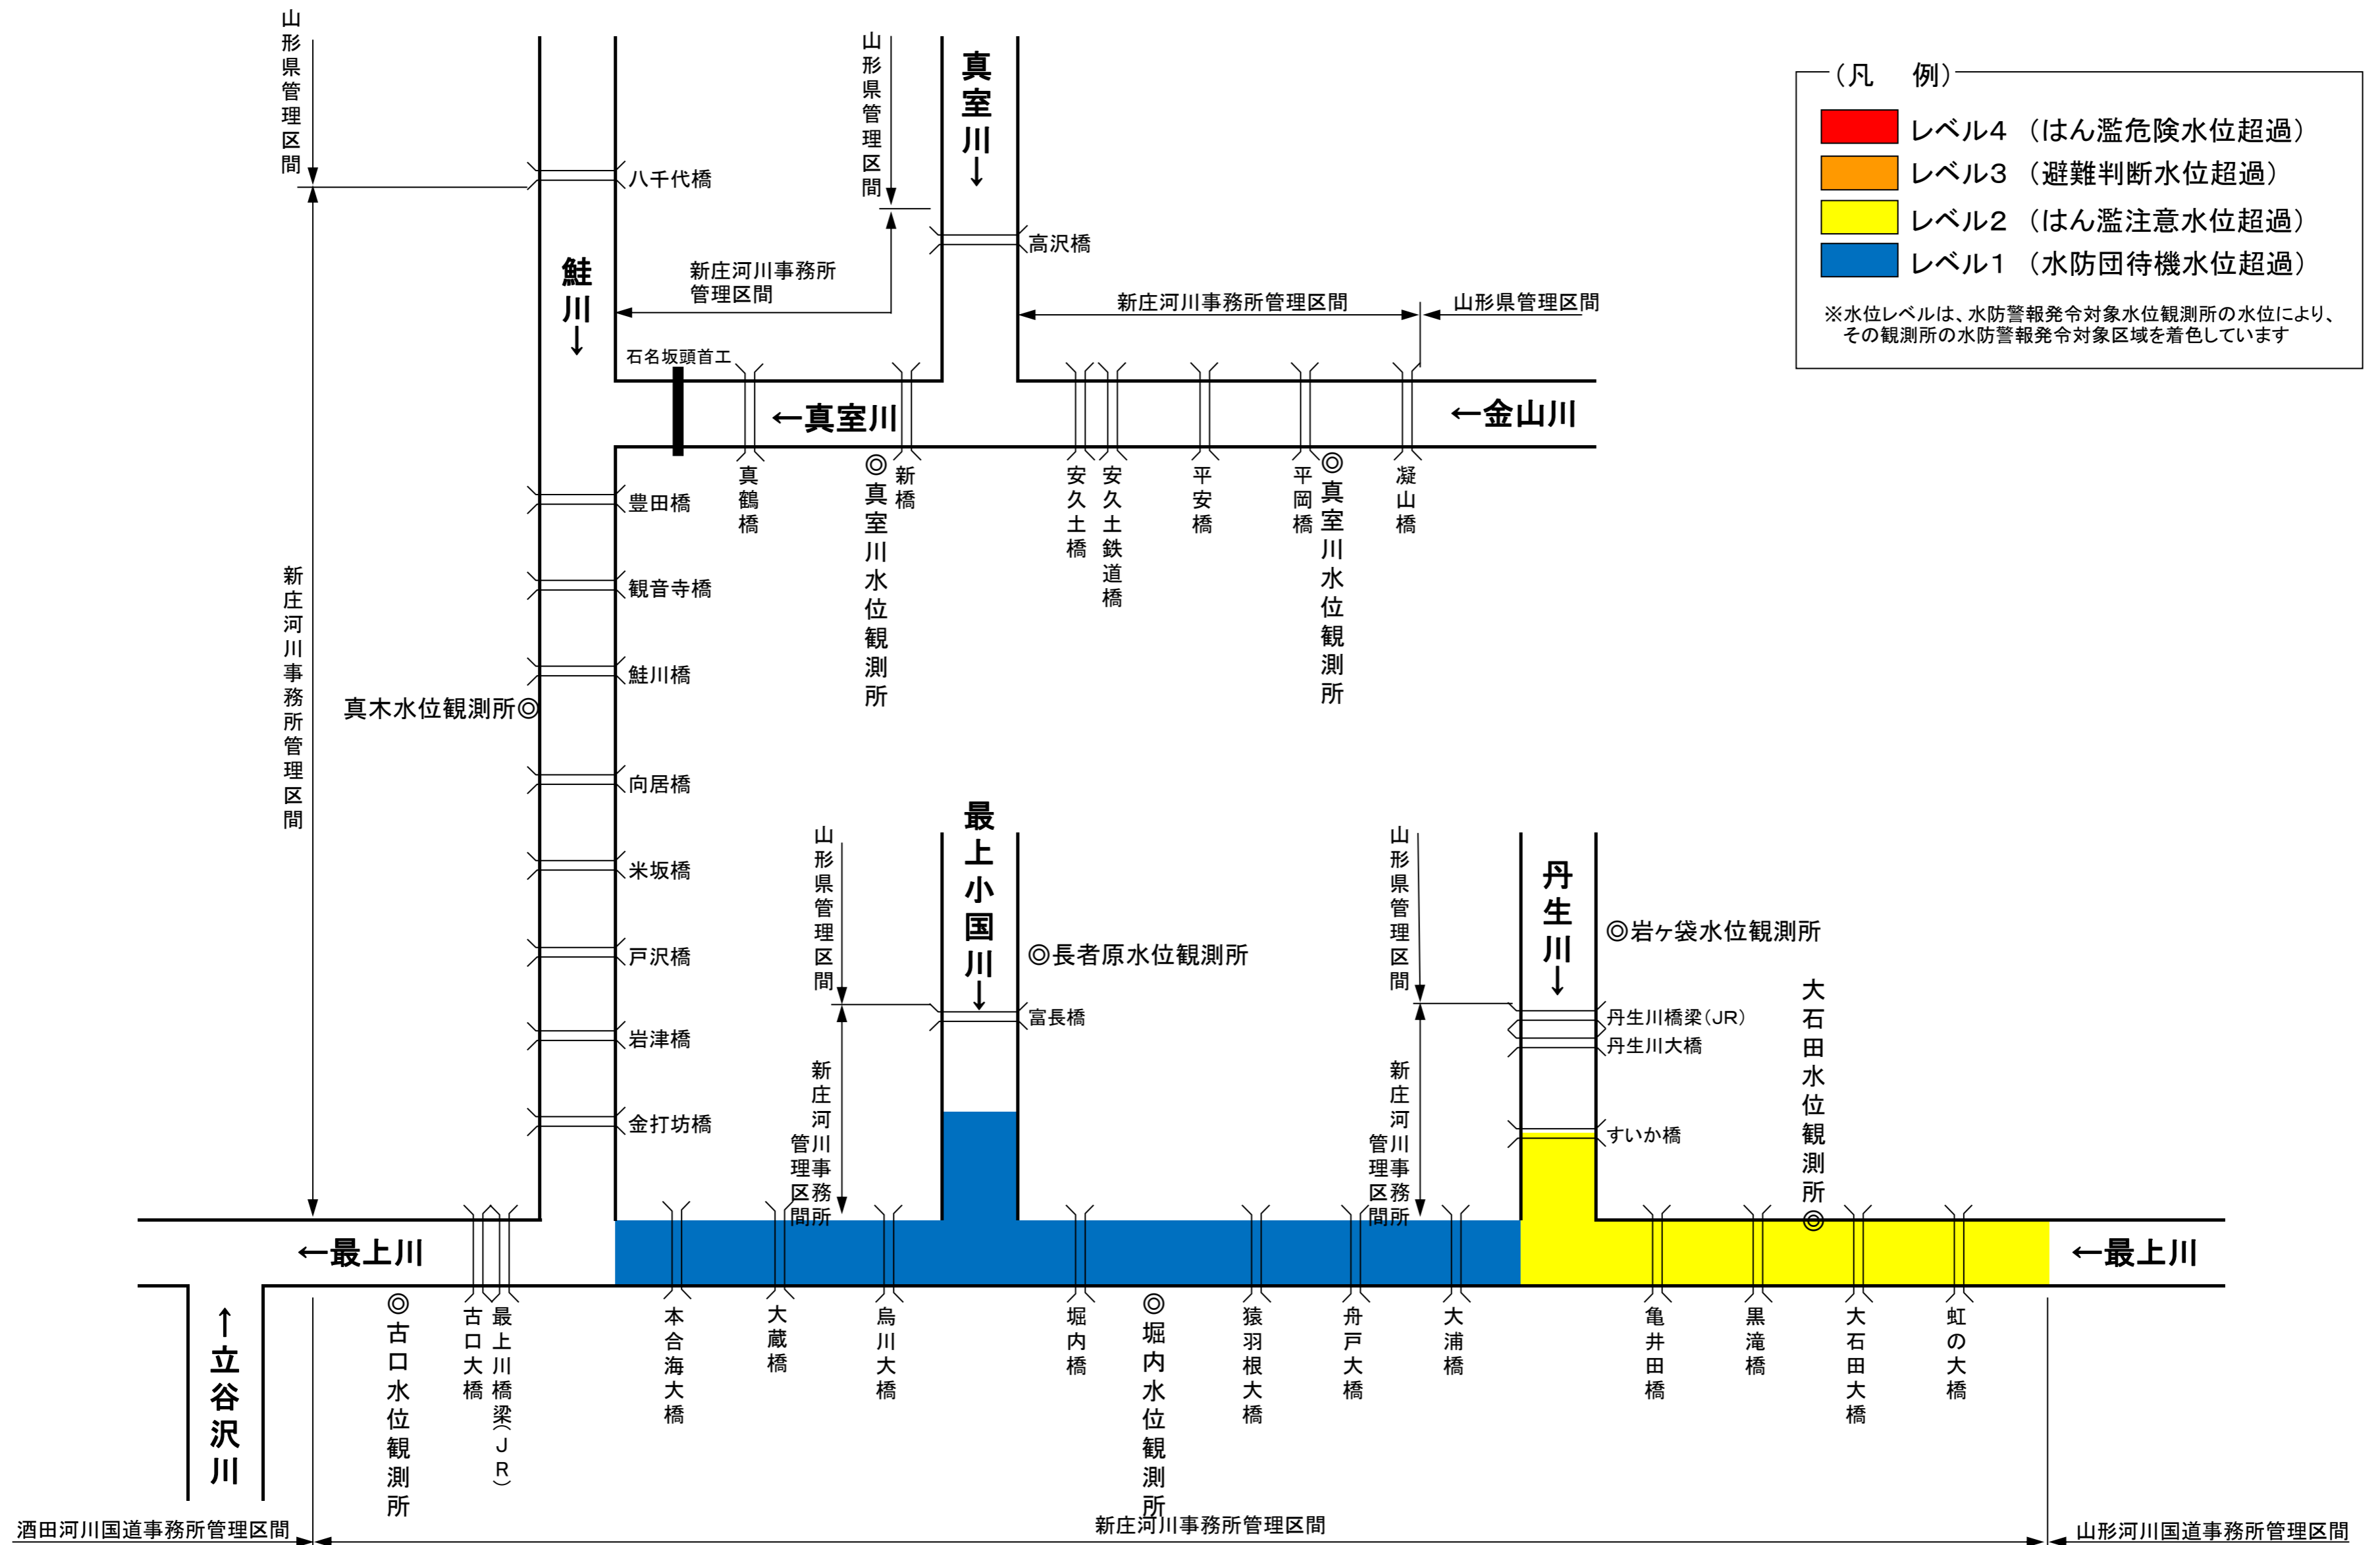 山形県管理区間
山形県管理区間
真室川↓
（凡　例）
レベル４ （はん濫危険水位超過）
レベル３ （避難判断水位超過）
レベル２ （はん濫注意水位超過）
レベル１ （水防団待機水位超過）
※水位レベルは、水防警報発令対象水位観測所の水位により、
その観測所の水防警報発令対象区域を着色しています
八千代橋
高沢橋
鮭川↓
新庄河川事務所
管理区間
新庄河川事務所管理区間
山形県管理区間
石名坂頭首工
←真室川
←金山川
真鶴橋
◎真室川水位観測所
新橋
安久土橋
安久土鉄道橋
平安橋
平岡橋
◎真室川水位観測所
凝山橋
豊田橋
観音寺橋
鮭川橋
新庄河川事務所管理区間
真木水位観測所◎
向居橋
米坂橋
戸沢橋
岩津橋
金打坊橋
山形県管理区間
最上小国川↓
◎長者原水位観測所
富長橋
新庄河川事務所
管理区間
山形県管理区間
丹生川↓
◎岩ヶ袋水位観測所
丹生川橋梁（ＪＲ）
丹生川大橋
すいか橋
新庄河川事務所
管理区間
大石田水位観測所◎
←最上川
←最上川
↑立谷沢川
◎古口水位観測所
古口大橋
最上川橋梁（ＪＲ）
本合海大橋
大蔵橋
烏川大橋
堀内橋
◎堀内水位観測所
猿羽根大橋
舟戸大橋
大浦橋
亀井田橋
黒滝橋
大石田大橋
虹の大橋
酒田河川国道事務所管理区間
新庄河川事務所管理区間
山形河川国道事務所管理区間